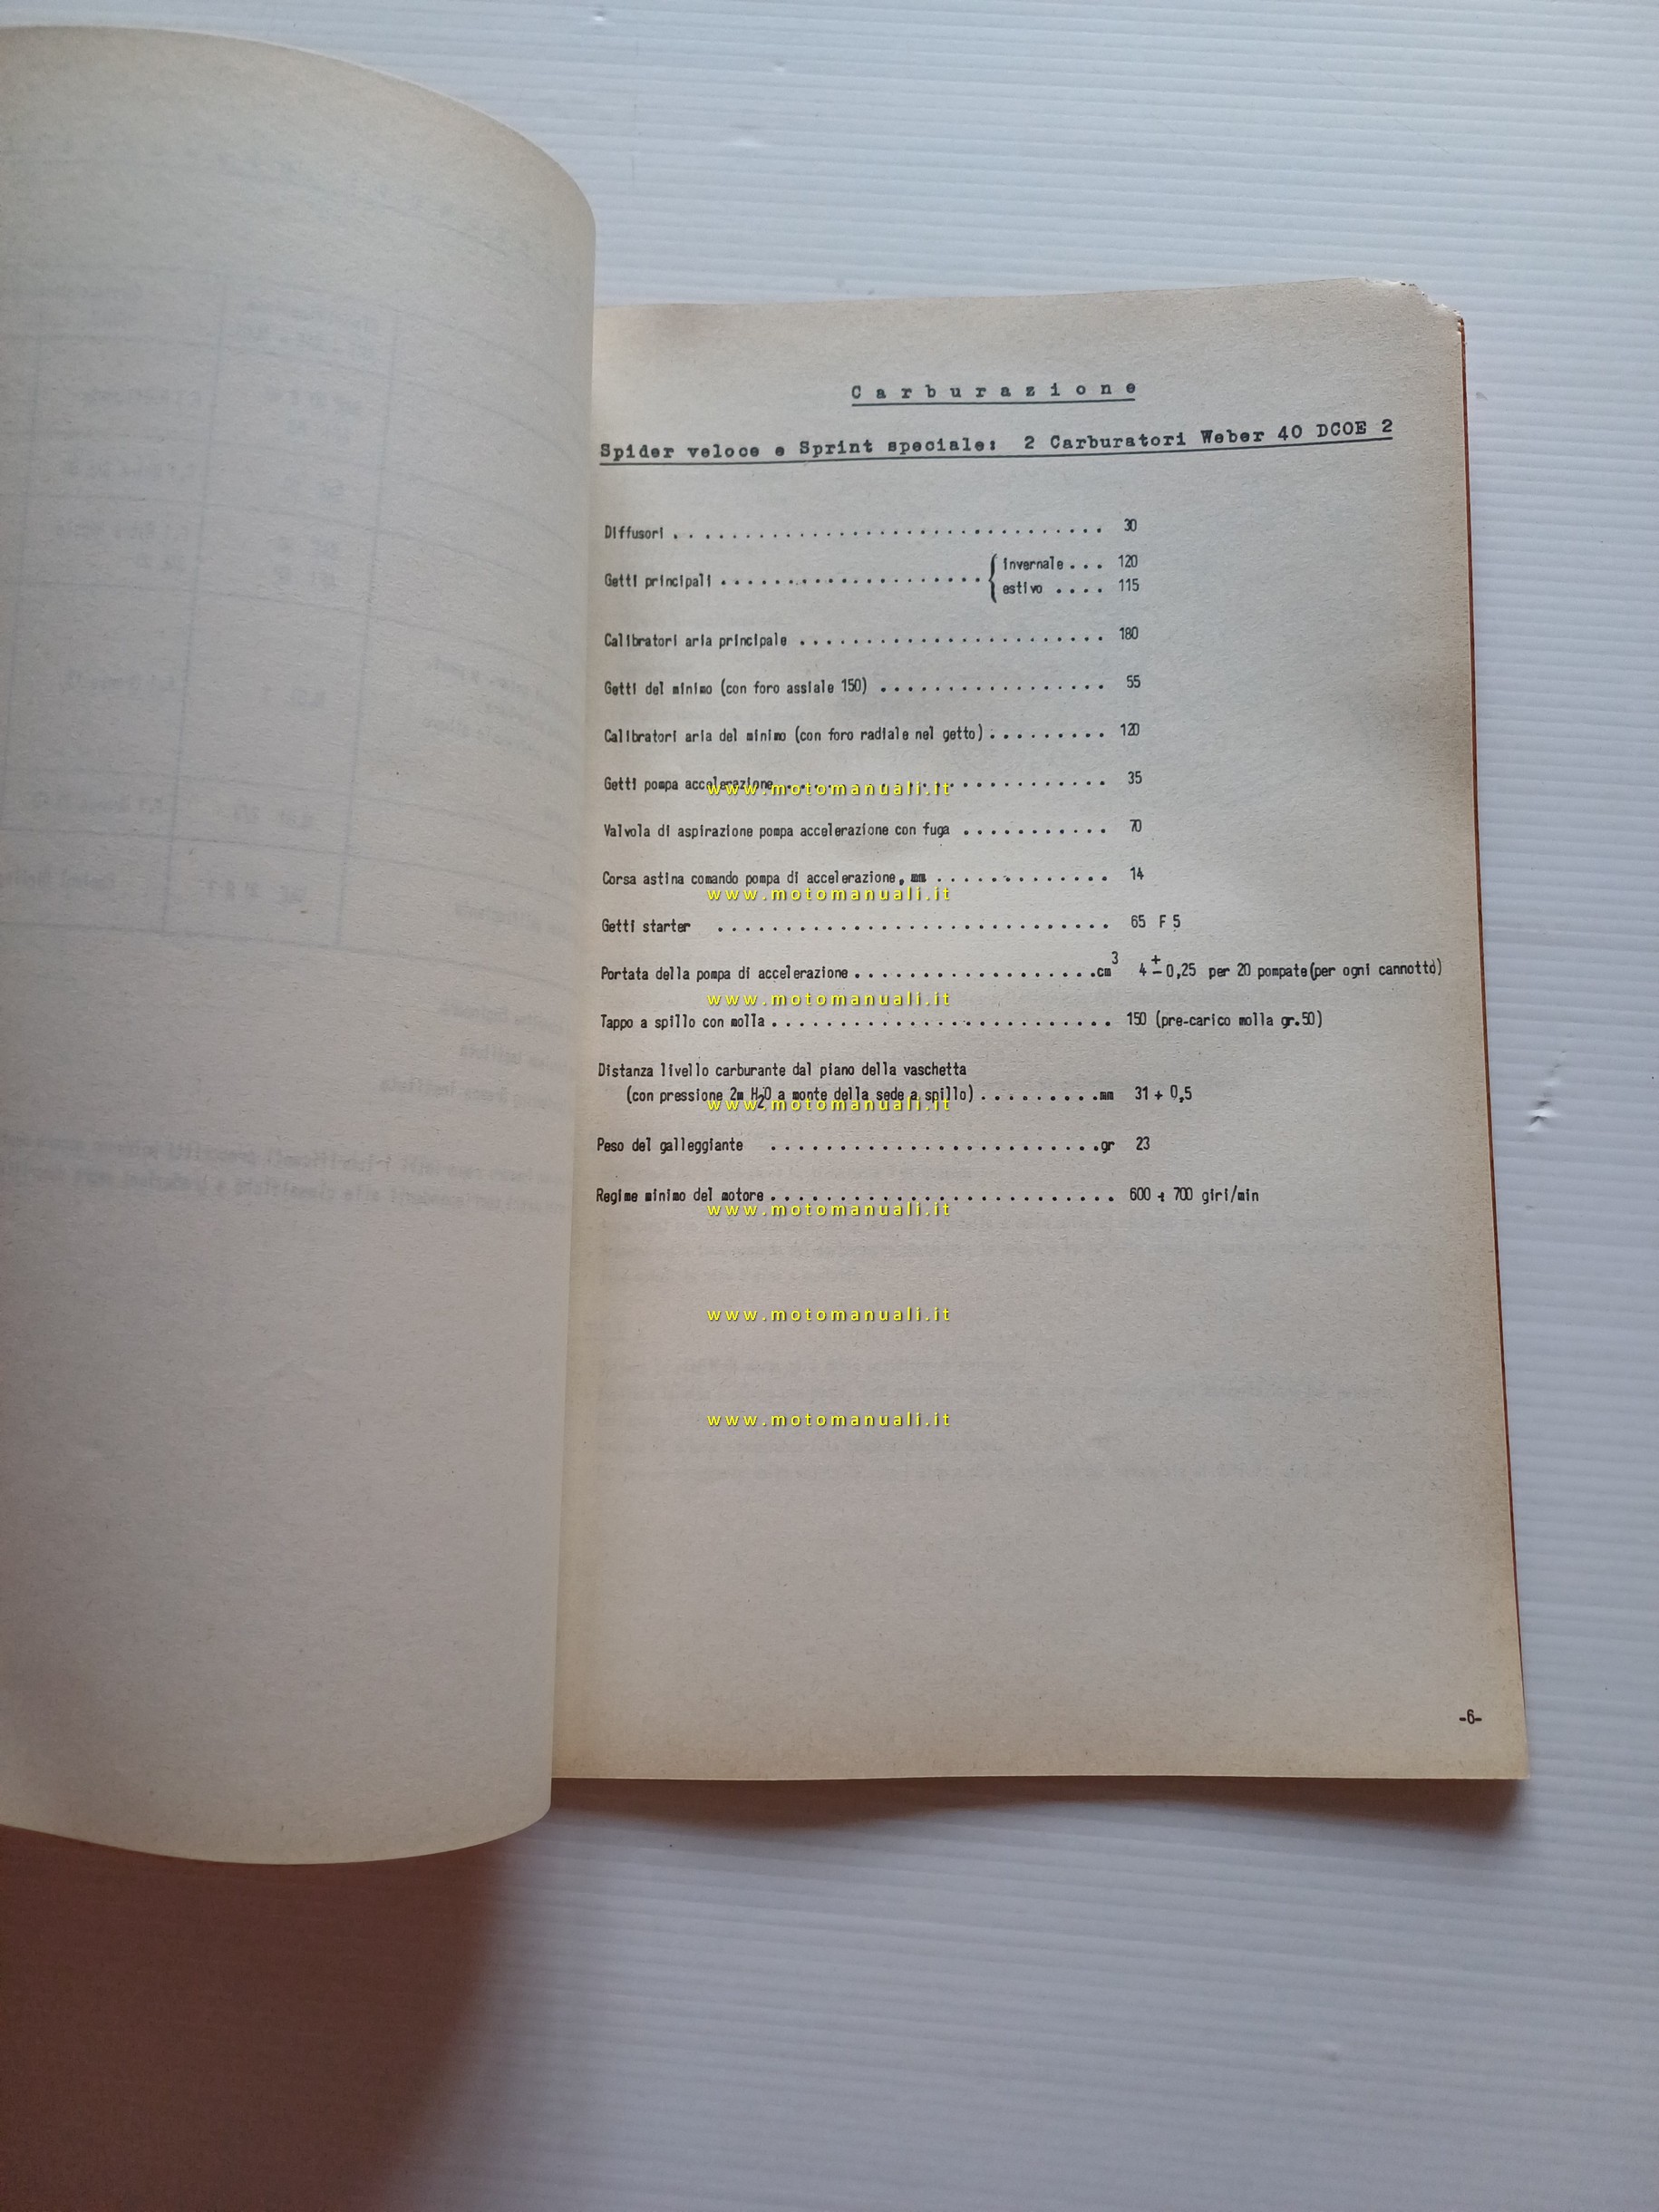 Carburazione
Spider veloce e Sprint speciale: 2 Carburatori Weber 40 DCOE 2
Diffusori . . . . . . . . . . . . . . . . . . . . . . . . . . . . . . . . 30
Getti principali . . . . . . . . . . . . . . . . . . . . { invernale . . . 120
estivo . . . . 115
Calibratori aria principale . . . . . . . . . . . . . . . . . . . . . . . 180
Getti del minimo (con foro assiale 150) . . . . . . . . . . . . . . . . . 55
Calibratori aria del minimo (con foro radiale nel getto) . . . . . . . . . 120
Getti pompa accelerazione . . . . . . . . . . . . . . . . . . . . . . . . 35
www.motomanuali.it
Valvola di aspirazione pompa accelerazione con fuga . . . . . . . . . . . 70
Corsa astina comando pompa di accelerazione, mm . . . . . . . . . . . . . 14
www.motomanuali.it
Getti starter . . . . . . . . . . . . . . . . . . . . . . . . . . . . . 65 F 5
Portata della pompa di accelerazione . . . . . . . . . . . . . . . . . . .cm³ 4 ± 0,25 per 20 pompate(per ogni cannotto)
www.motomanuali.it
Tappo a spillo con molla . . . . . . . . . . . . . . . . . . . . . . . . . . 150 (pre-carico molla gr.50)
Distanza livello carburante dal piano della vaschetta
(con pressione 2m H₂O a monte della sede a spillo) . . . . . . . . . .mm 31 + 0,5
www.motomanuali.it
Peso del galleggiante . . . . . . . . . . . . . . . . . . . . . . . . .gr 23
Regime minimo del motore . . . . . . . . . . . . . . . . . . . . . . . . . . 600 ÷ 700 giri/min
www.motomanuali.it
www.motomanuali.it
www.motomanuali.it
-6-